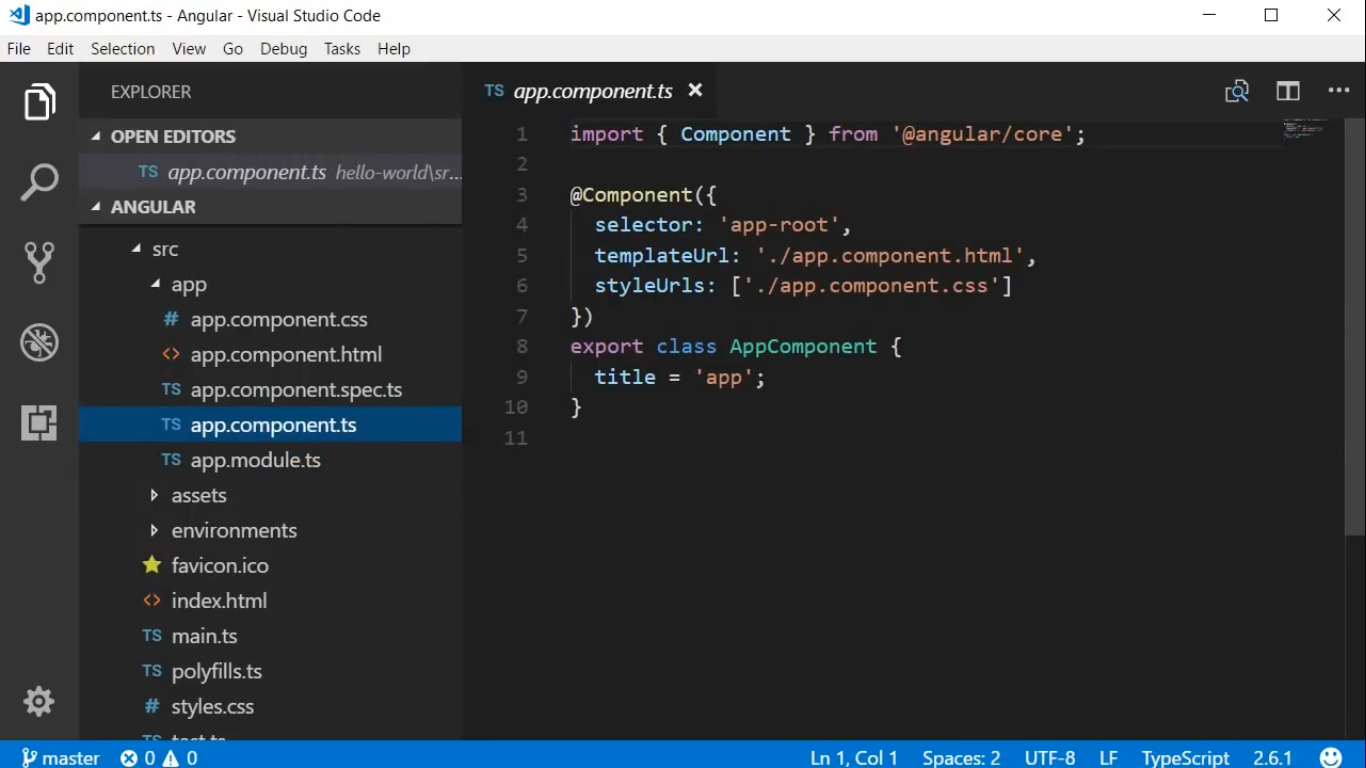 app.component.ts - Angular - Visual Studio Code
File Edit Selection View Go Debug Tasks Help
EXPLORER
OPEN EDITORS
TS app.component.ts hello-world\sr...
ANGULAR
src
app
# app.component.css
<> app.component.html
TS app.component.spec.ts
TS app.component.ts
TS app.module.ts
assets
environments
favicon.ico
<> index.html
TS main.ts
TS polyfills.ts
# styles.css
TS test.ts
TS app.component.ts
1 import { Component } from '@angular/core';
2
3 @Component({
4 selector: 'app-root',
5 templateUrl: './app.component.html',
6 styleUrls: ['./app.component.css']
7 })
8 export class AppComponent {
9 title = 'app';
10 }
11
master 0 0 Ln 1, Col 1 Spaces: 2 UTF-8 LF TypeScript 2.6.1